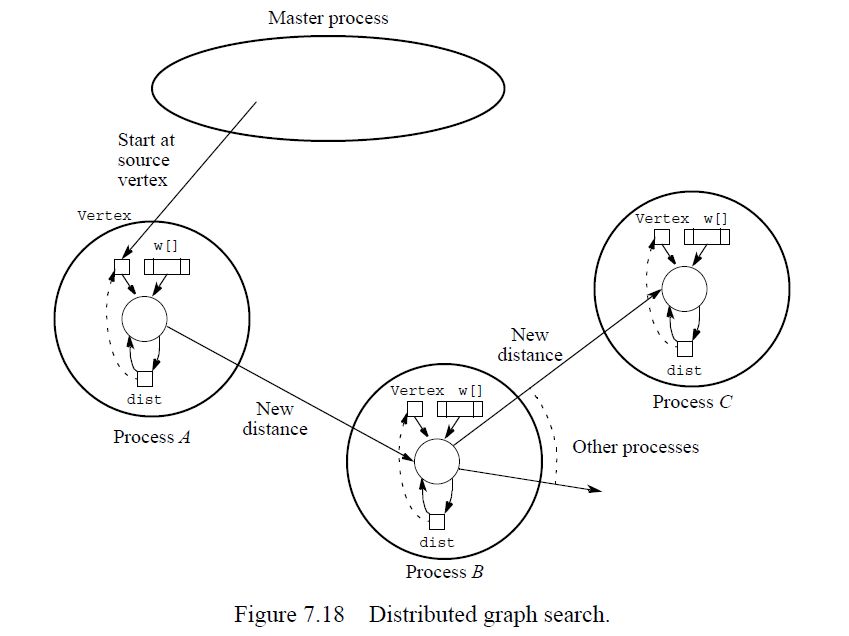 Master process
Start at
source
vertex
Vertex
w[]
dist
Process A
New
distance
Vertex w[]
dist
Process B
New
distance
Vertex w[]
dist
Process C
Other processes
Figure 7.18 Distributed graph search.